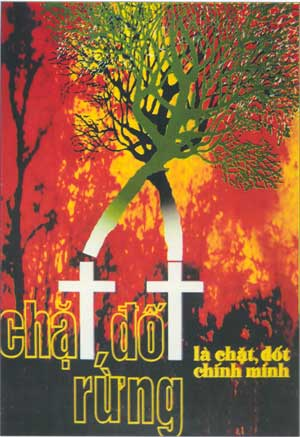 chặt đốt
rừng
là chặt, đốt
chính mình